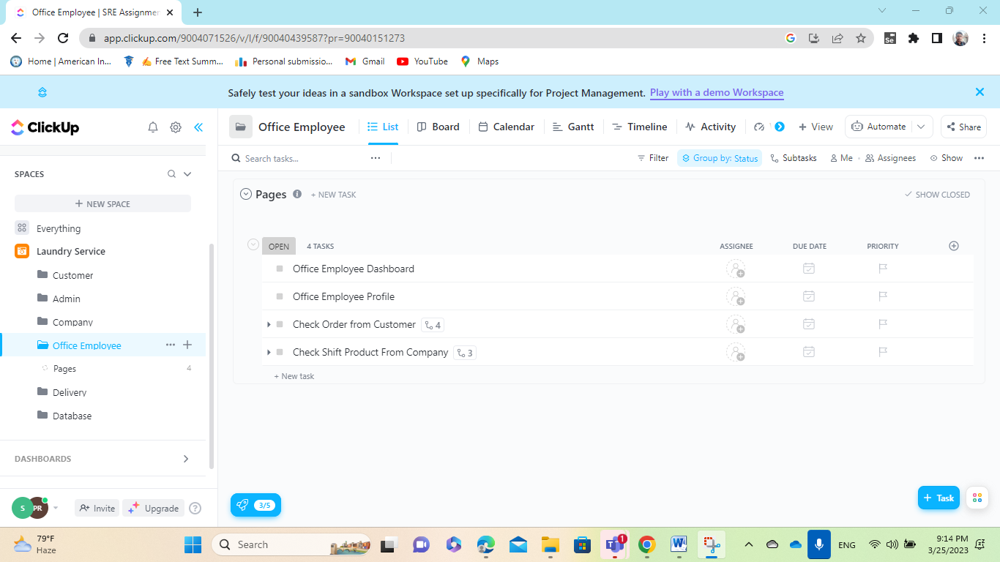 Office Employee | SRE Assignmen
app.clickup.com/9004071526/v/l/f/90040439587?pr=90040151273
Se
Home | American In... Free Text Summ... Personal submissio... Gmail YouTube Maps
Safely test your ideas in a sandbox Workspace set up specifically for Project Management. Play with a demo Workspace
ClickUp
Office Employee List Board Calendar Gantt Timeline Activity + View Automate Share
Search tasks... Filter Group by: Status Subtasks Me Assignees Show
SPACES
+ NEW SPACE
Everything
Laundry Service
Customer
Admin
Company
Office Employee
Pages 4
Delivery
Database
DASHBOARDS
S PR Invite Upgrade ?
Pages + NEW TASK SHOW CLOSED
OPEN 4 TASKS ASSIGNEE DUE DATE PRIORITY
Office Employee Dashboard
Office Employee Profile
Check Order from Customer 4
Check Shift Product From Company 3
+ New task
3/5
+ Task
79°F
Haze
Search
1
W
ENG
9:14 PM
3/25/2023